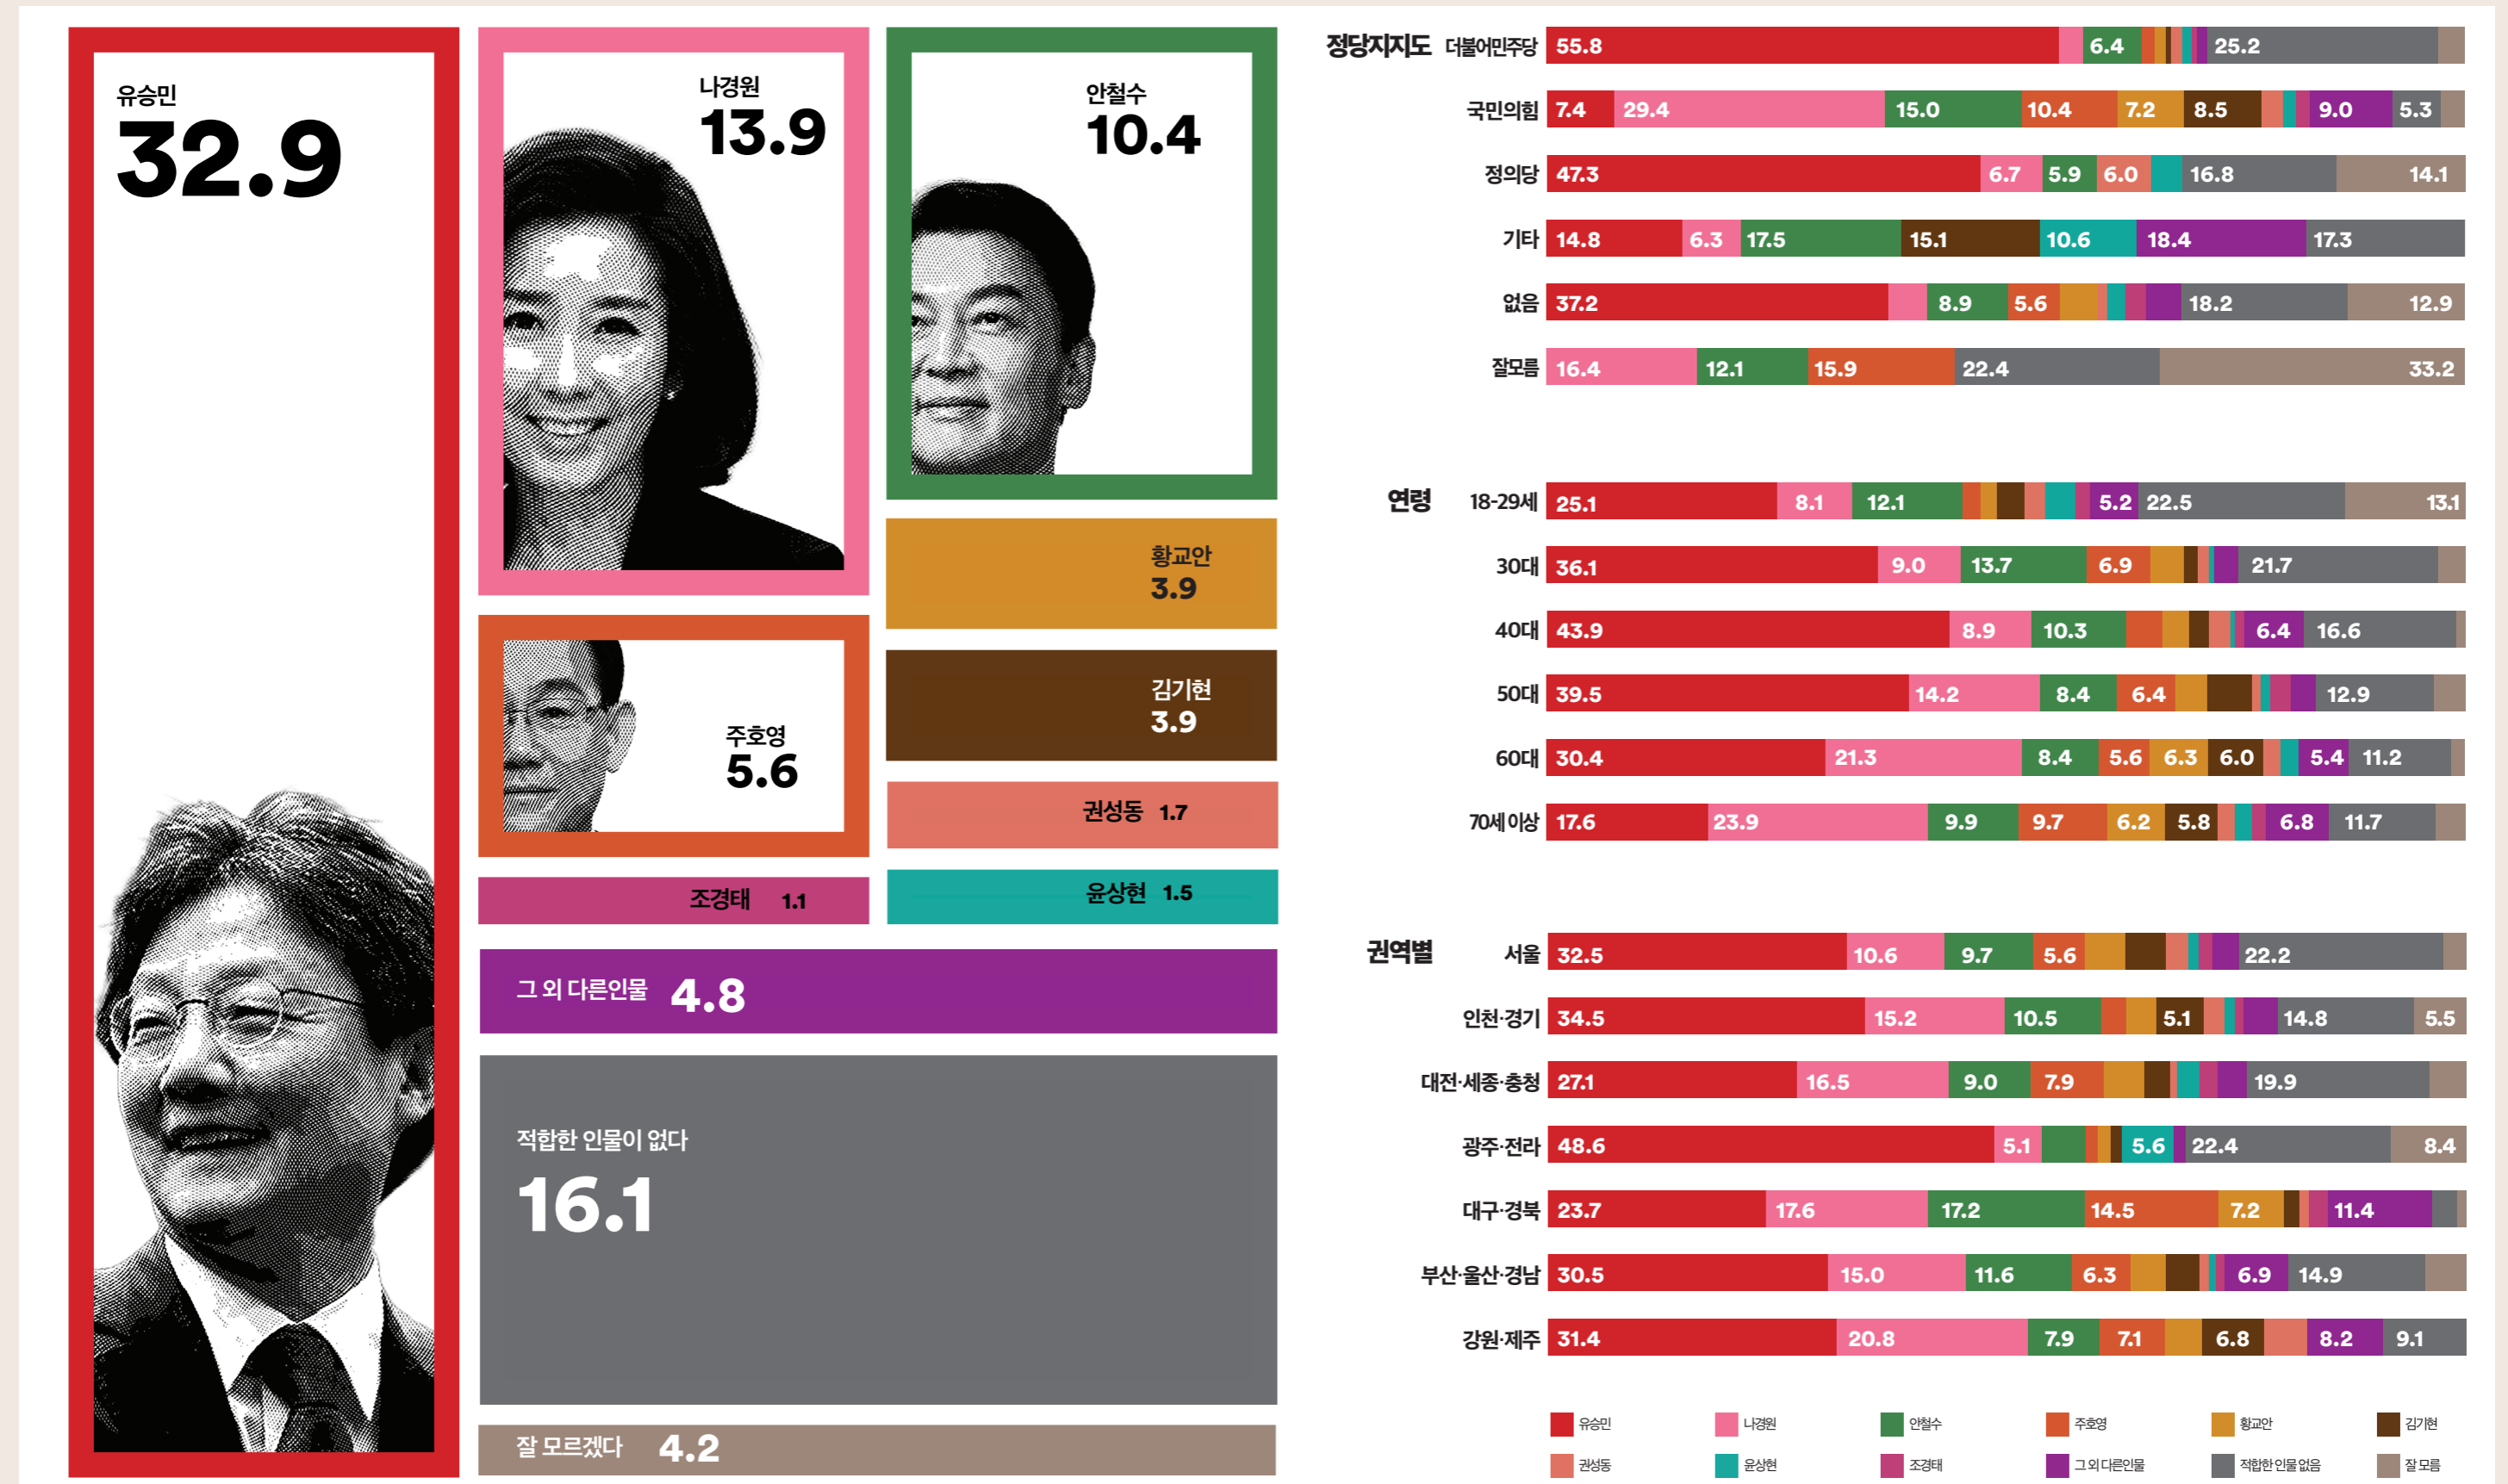 유승민
32.9
나경원
13.9
안철수
10.4
황교안
3.9
김기현
3.9
주호영
5.6
권성동 1.7
조경태 1.1
윤상현 1.5
그 외 다른인물 4.8
적합한 인물이 없다
16.1
잘 모르겠다 4.2
정당지지도 더불어민주당 55.8 6.4 25.2
국민의힘 7.4 29.4 15.0 10.4 7.2 8.5 9.0 5.3
정의당 47.3 6.7 5.9 6.0 16.8 14.1
기타 14.8 6.3 17.5 15.1 10.6 18.4 17.3
없음 37.2 8.9 5.6 18.2 12.9
잘모름 16.4 12.1 15.9 22.4 33.2
연령 18-29세 25.1 8.1 12.1 5.2 22.5 13.1
30대 36.1 9.0 13.7 6.9 21.7
40대 43.9 8.9 10.3 6.4 16.6
50대 39.5 14.2 8.4 6.4 12.9
60대 30.4 21.3 8.4 5.6 6.3 6.0 5.4 11.2
70세 이상 17.6 23.9 9.9 9.7 6.2 5.8 6.8 11.7
권역별 서울 32.5 10.6 9.7 5.6 22.2
인천·경기 34.5 15.2 10.5 5.1 14.8 5.5
대전·세종·충청 27.1 16.5 9.0 7.9 19.9
광주·전라 48.6 5.1 5.6 22.4 8.4
대구·경북 23.7 17.6 17.2 14.5 7.2 11.4
부산·울산·경남 30.5 15.0 11.6 6.3 6.9 14.9
강원·제주 31.4 20.8 7.9 7.1 6.8 8.2 9.1
유승민 나경원 안철수 주호영 황교안 김기현
권성동 윤상현 조경태 그 외 다른인물 적합한 인물 없음 잘 모름